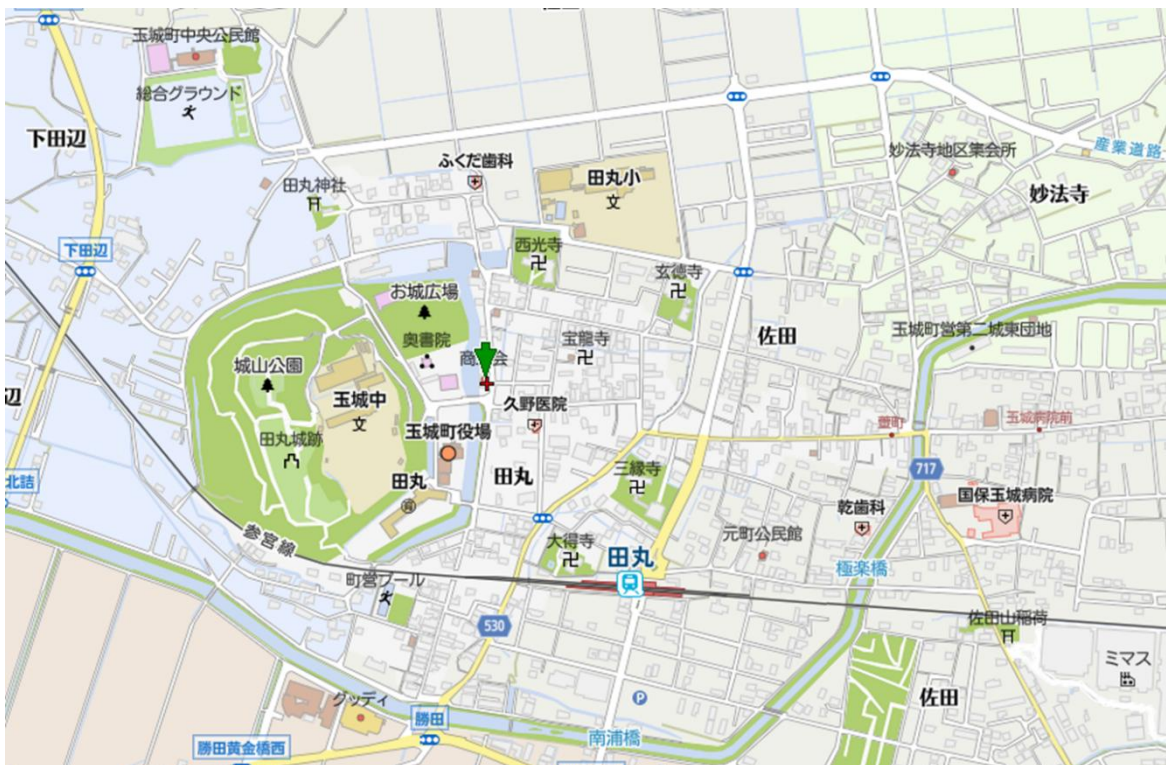 玉城町中央公民館
総合グラウンド
下田辺
ふくだ歯科
田丸小
妙法寺地区集会所
産業道路
妙法寺
田丸神社
下田辺
西光寺
玄徳寺
お城広場
佐田
玉城町営第二城東団地
奥書院
宝龍寺
城山公園
玉城中
辺
久野医院
玉城病院前
玉城町役場
田丸城跡
田丸
田丸
三縁寺
717
北詰
国保玉城病院
乾歯科
参宮線
大得寺
元町公民館
田丸
極楽橋
町営プール
530
佐田山稲荷
ミマス
グッディ
P
佐田
勝田
南浦橋
勝田黄金橋西